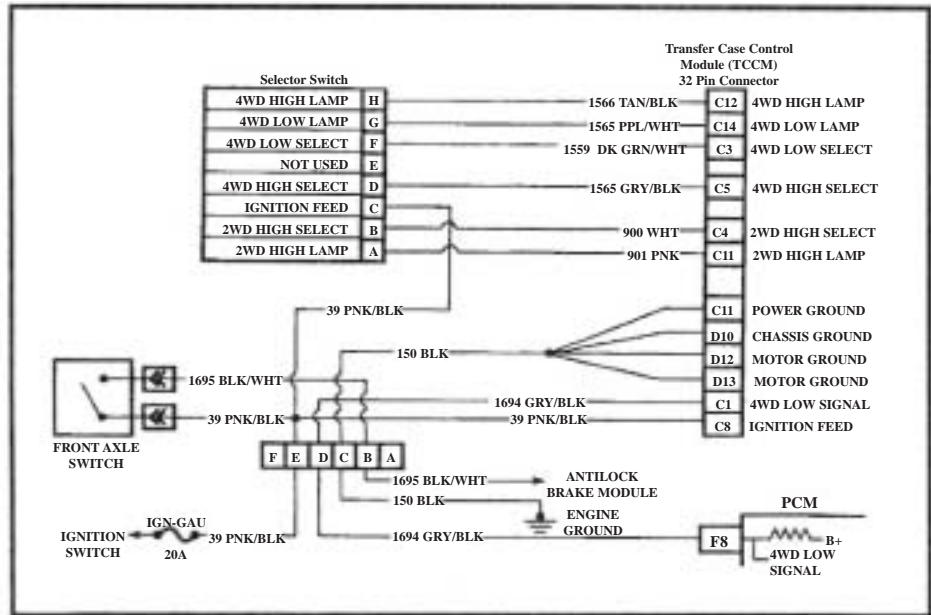 Transfer Case Control
Module (TCCM)
32 Pin Connector
Selector Switch
4WD HIGH LAMP H 1566 TAN/BLK C12 4WD HIGH LAMP
4WD LOW LAMP G 1565 PPL/WHT C14 4WD LOW LAMP
4WD LOW SELECT F 1559 DK GRN/WHT C3 4WD LOW SELECT
NOT USED E
4WD HIGH SELECT D 1565 GRY/BLK C5 4WD HIGH SELECT
IGNITION FEED C
2WD HIGH SELECT B 900 WHT C4 2WD HIGH SELECT
2WD HIGH LAMP A 901 PNK C11 2WD HIGH LAMP
39 PNK/BLK C11 POWER GROUND
D10 CHASSIS GROUND
150 BLK D12 MOTOR GROUND
D13 MOTOR GROUND
1695 BLK/WHT
1694 GRY/BLK C1 4WD LOW SIGNAL
39 PNK/BLK 39 PNK/BLK C8 IGNITION FEED
FRONT AXLE
SWITCH
F E D C B A
1695 BLK/WHT ANTILOCK
BRAKE MODULE
150 BLK
ENGINE
GROUND
PCM
IGNITION
SWITCH
IGN-GAU
20A
39 PNK/BLK 1694 GRY/BLK F8 B+
4WD LOW
SIGNAL